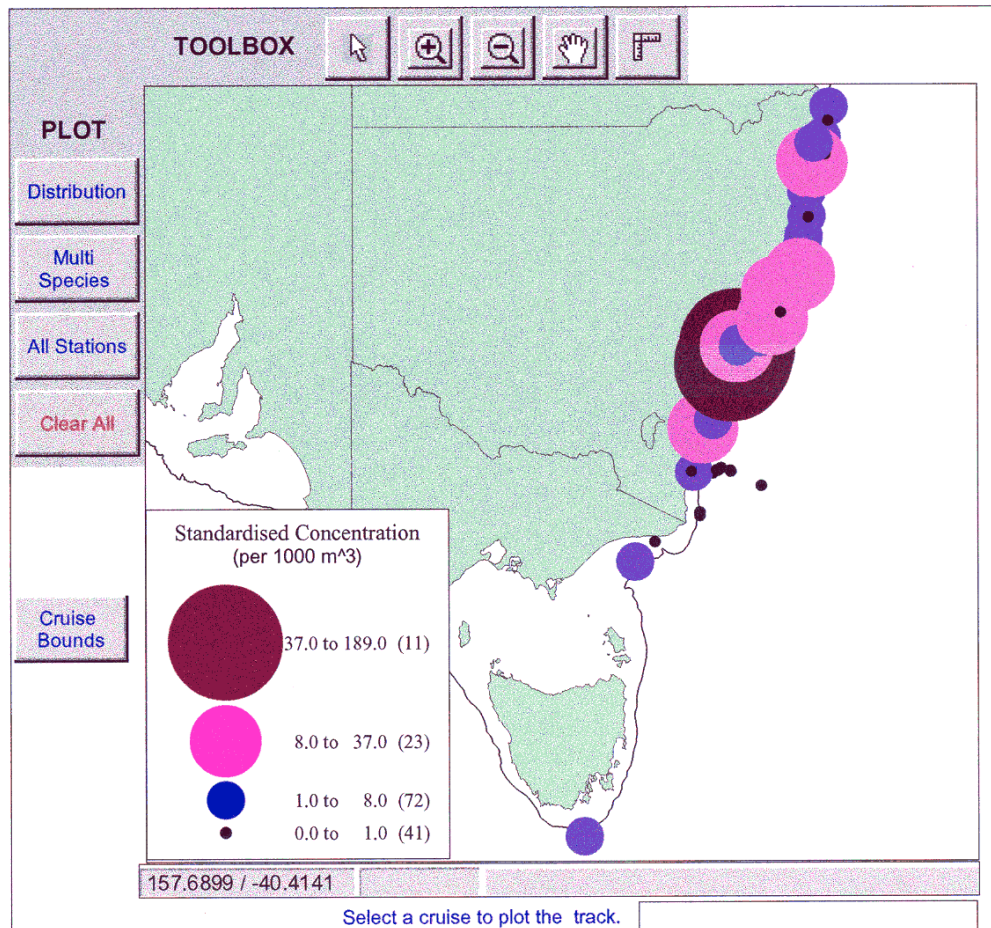 TOOLBOX
PLOT
Distribution
Multi
Species
All Stations
Clear All
Standardised Concentration
(per 1000 m^3)
37.0 to 189.0 (11)
8.0 to 37.0 (23)
1.0 to 8.0 (72)
0.0 to 1.0 (41)
Cruise
Bounds
157.6899 / -40.4141
Select a cruise to plot the track.